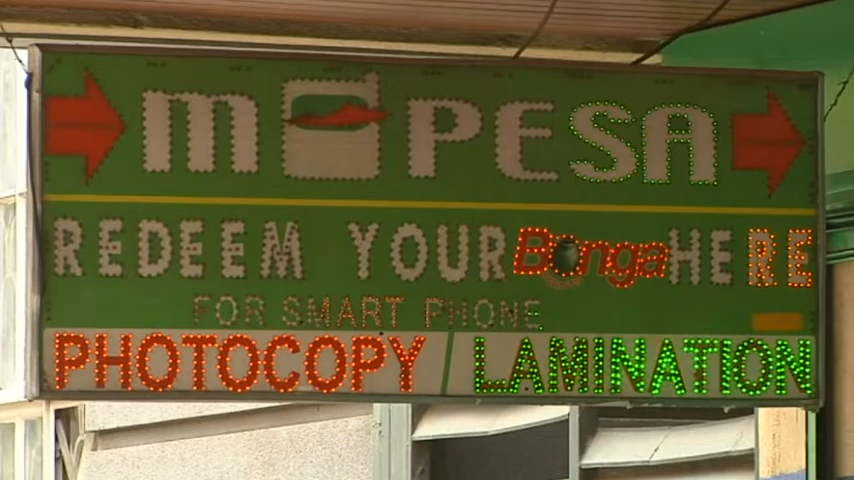 M PESA
REDEEM YOUR Bonga HERE
FOR SMART PHONE
PHOTOCOPY / LAMINATION